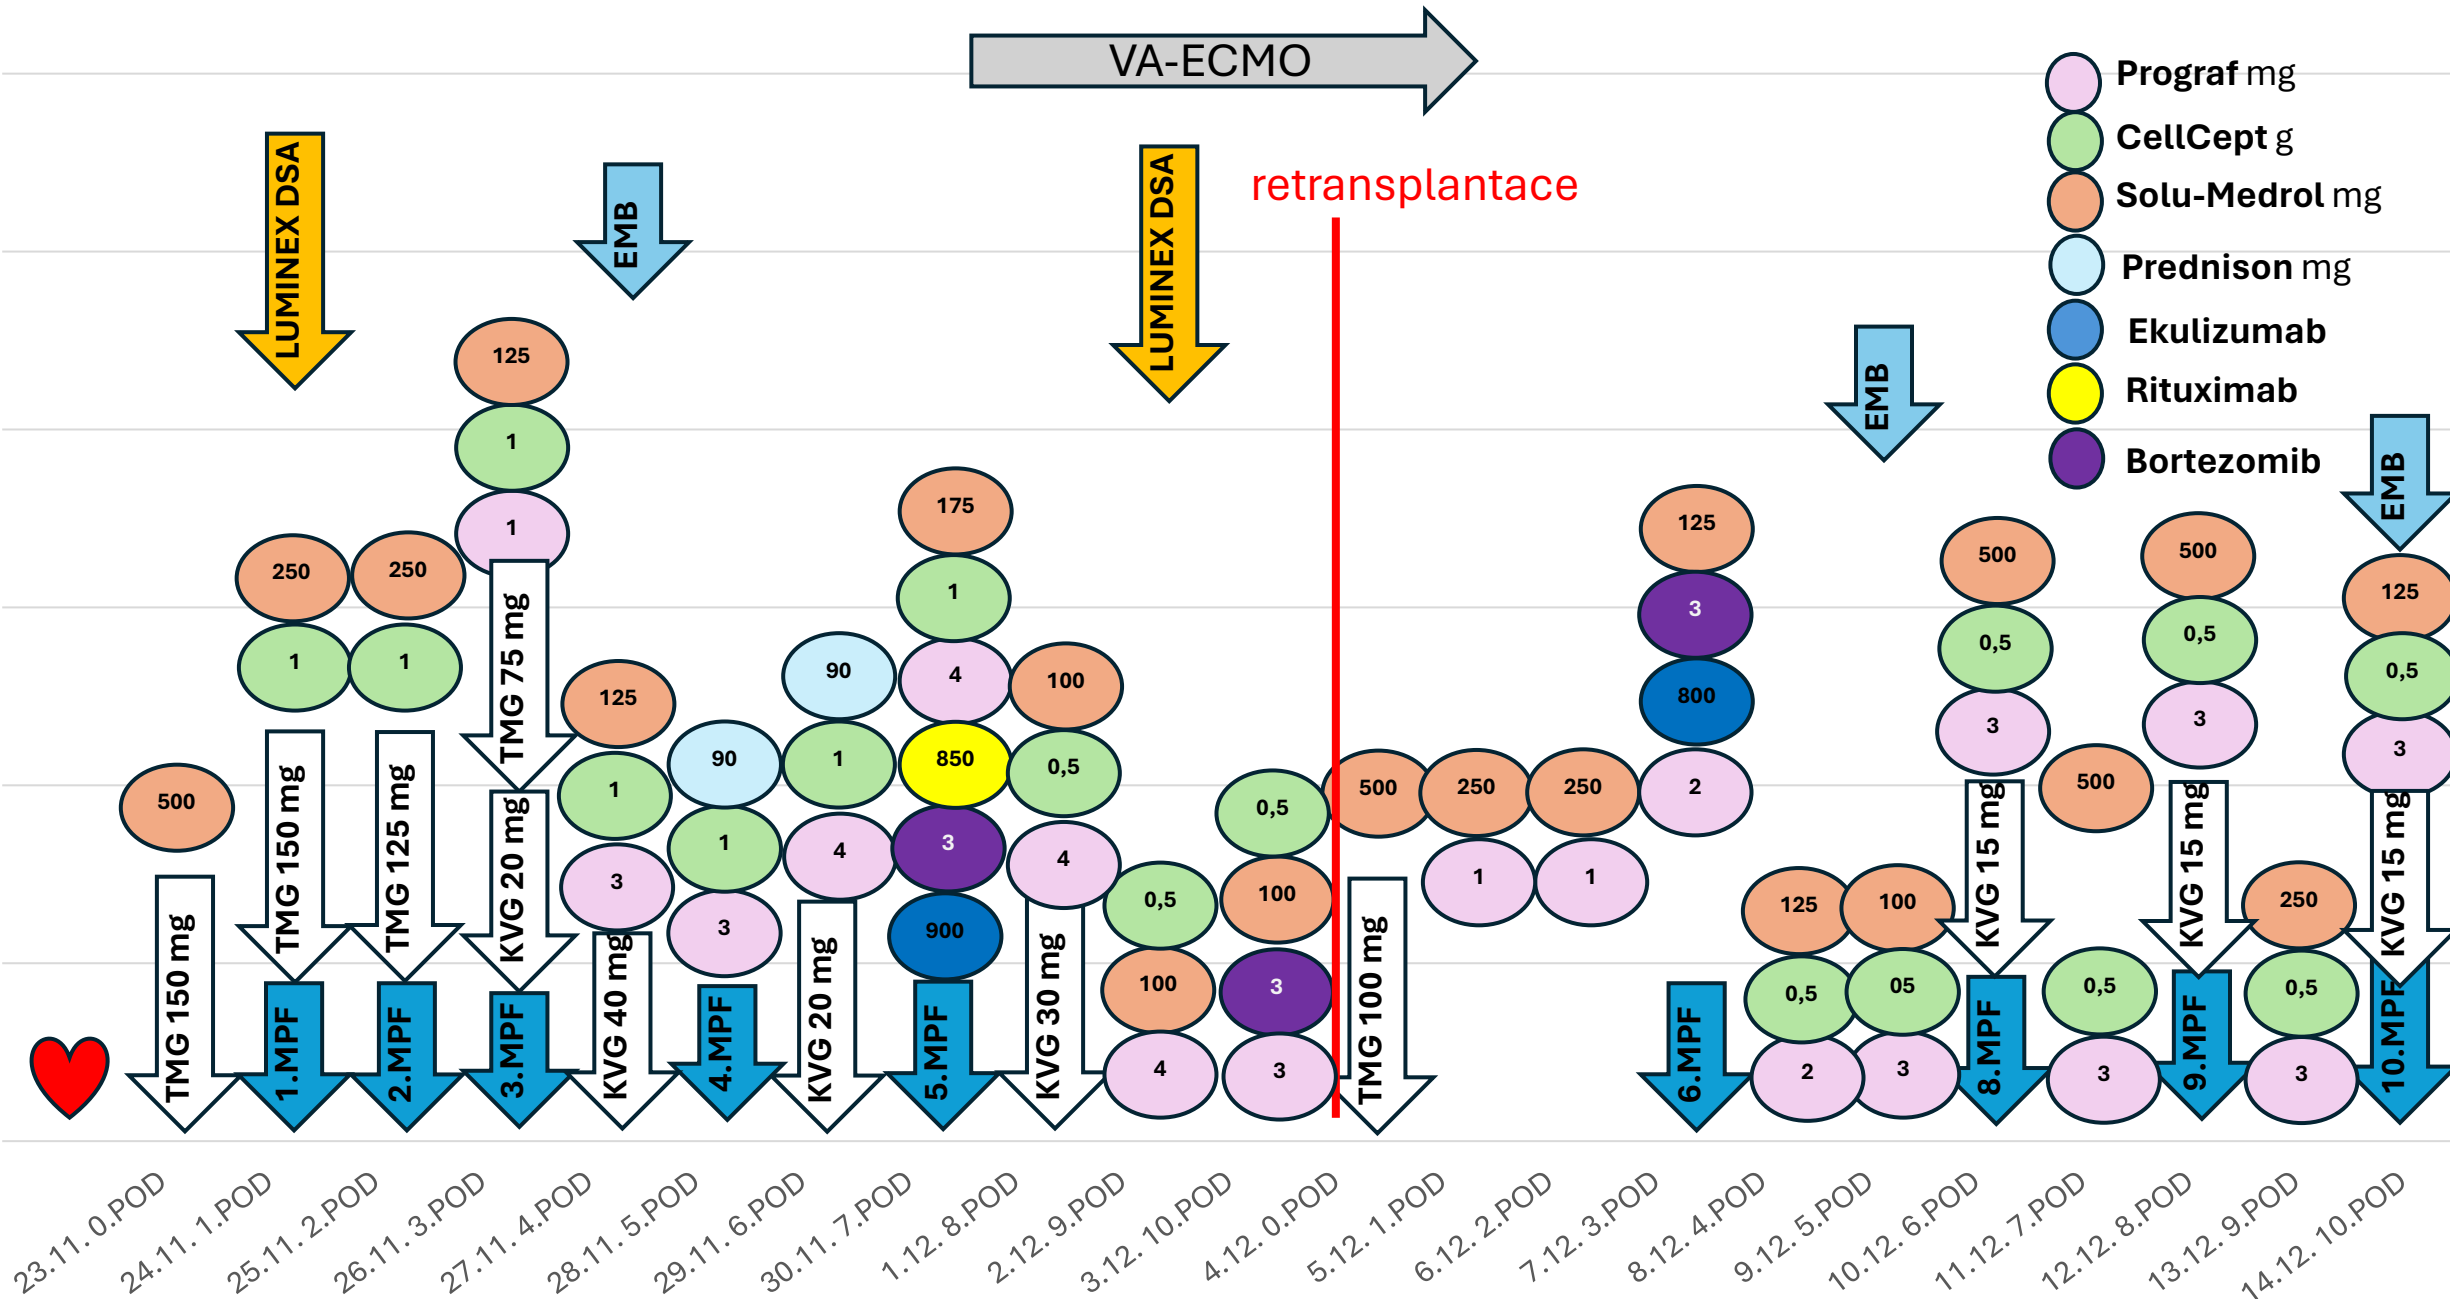 VA-ECMO
Prograf mg
CellCept g
Solu-Medrol mg
Prednison mg
Ekulizumab
Rituximab
Bortezomib
retransplantace
LUMINEX DSA
EMB
LUMINEX DSA
EMB
EMB
500
TMG 150 mg
250
1
TMG 150 mg
1.MPF
250
1
TMG 125 mg
2.MPF
125
1
1
TMG 75 mg
KVG 20 mg
3.MPF
125
1
3
KVG 40 mg
90
1
3
4.MPF
90
1
4
KVG 20 mg
175
1
4
850
3
900
5.MPF
100
0,5
4
KVG 30 mg
0,5
100
4
0,5
100
3
3
500
TMG 100 mg
250
1
250
1
125
3
800
2
6.MPF
125
0,5
2
100
05
3
500
0,5
3
KVG 15 mg
8.MPF
500
0,5
3
500
0,5
3
KVG 15 mg
9.MPF
250
0,5
3
125
0,5
3
KVG 15 mg
10.MPF
23.11. 0.POD
24.11. 1.POD
25.11. 2.POD
26.11. 3.POD
27.11. 4.POD
28.11. 5.POD
29.11. 6.POD
30.11. 7.POD
1.12. 8.POD
2.12. 9.POD
3.12. 10.POD
4.12. 0.POD
5.12. 1.POD
6.12. 2.POD
7.12. 3.POD
8.12. 4.POD
9.12. 5.POD
10.12. 6.POD
11.12. 7.POD
12.12. 8.POD
13.12. 9.POD
14.12. 10.POD